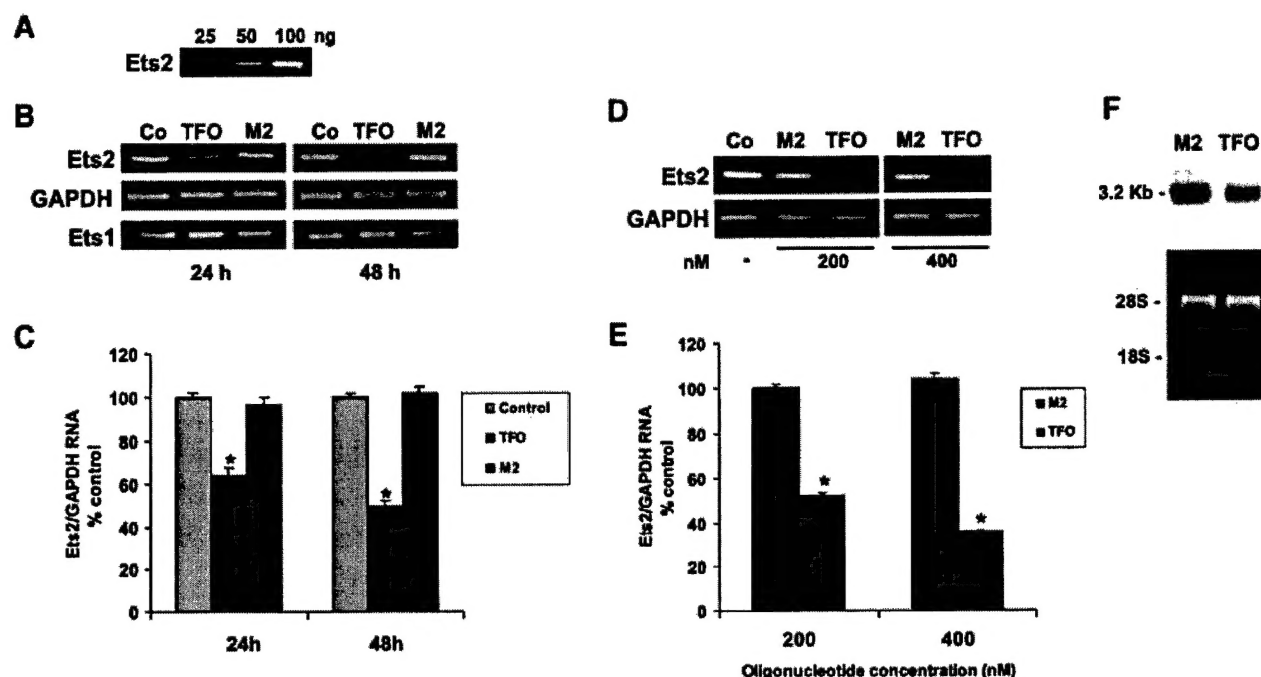 A
25 50 100 ng
Ets2
B
Co TFO M2 Co TFO M2
Ets2
GAPDH
Ets1
24 h 48 h
C
120
100
80
60
40
20
0
Ets2/GAPDH RNA
% control
*
*
24h 48h
Control
TFO
M2
D
Co M2 TFO M2 TFO
Ets2
GAPDH
nM - 200 400
E
120
100
80
60
40
20
0
Ets2/GAPDH RNA
% control
*
*
200 400
Oligonucleotide concentration (nM)
M2
TFO
F
M2 TFO
3.2 Kb -
28S -
18S -